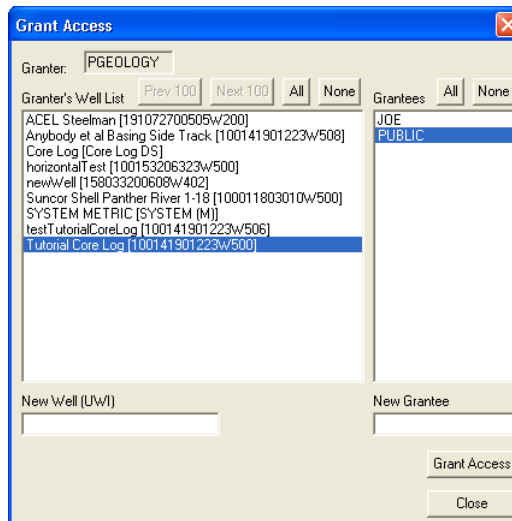 Grant Access
Granter: PGEOLOGY
Granter's Well List Prev 100 Next 100 All None
Grantees All None
ACEL Steelman [191072700505W200]
Anybody et al Basing Side Track [100141901223W508]
Core Log [Core Log DS]
horizontalTest [100153206323W500]
newWell [158033200608W402]
Suncor Shell Panther River 1-18 [100011803010W500]
SYSTEM METRIC [SYSTEM (M)]
testTutorialCoreLog [100141901223W506]
Tutorial Core Log [100141901223W500]
JOE
PUBLIC
New Well (UWI)
New Grantee
Grant Access
Close